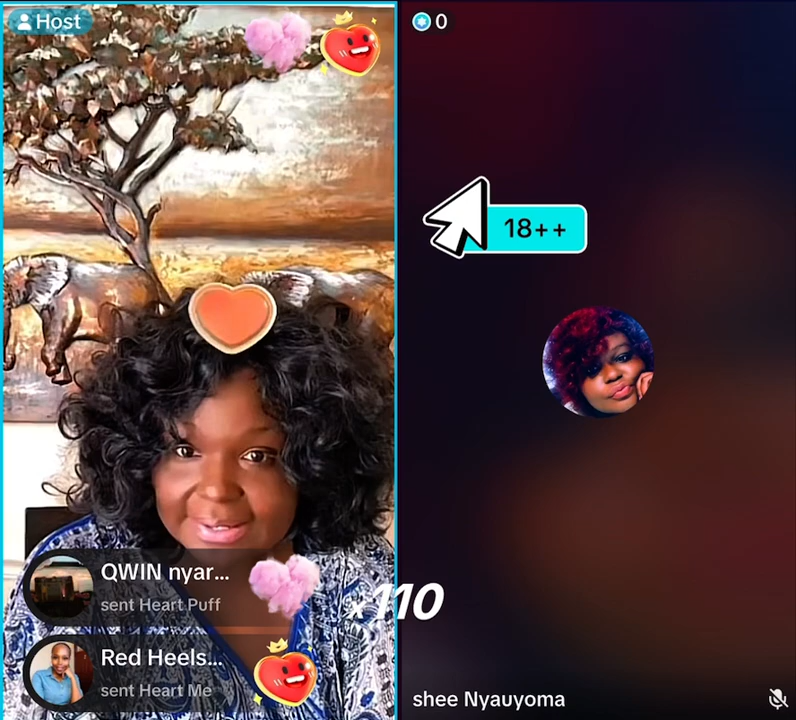 Host
0
18++
QWIN nyar...
sent Heart Puff
x110
Red Heels...
sent Heart Me
shee Nyauyoma